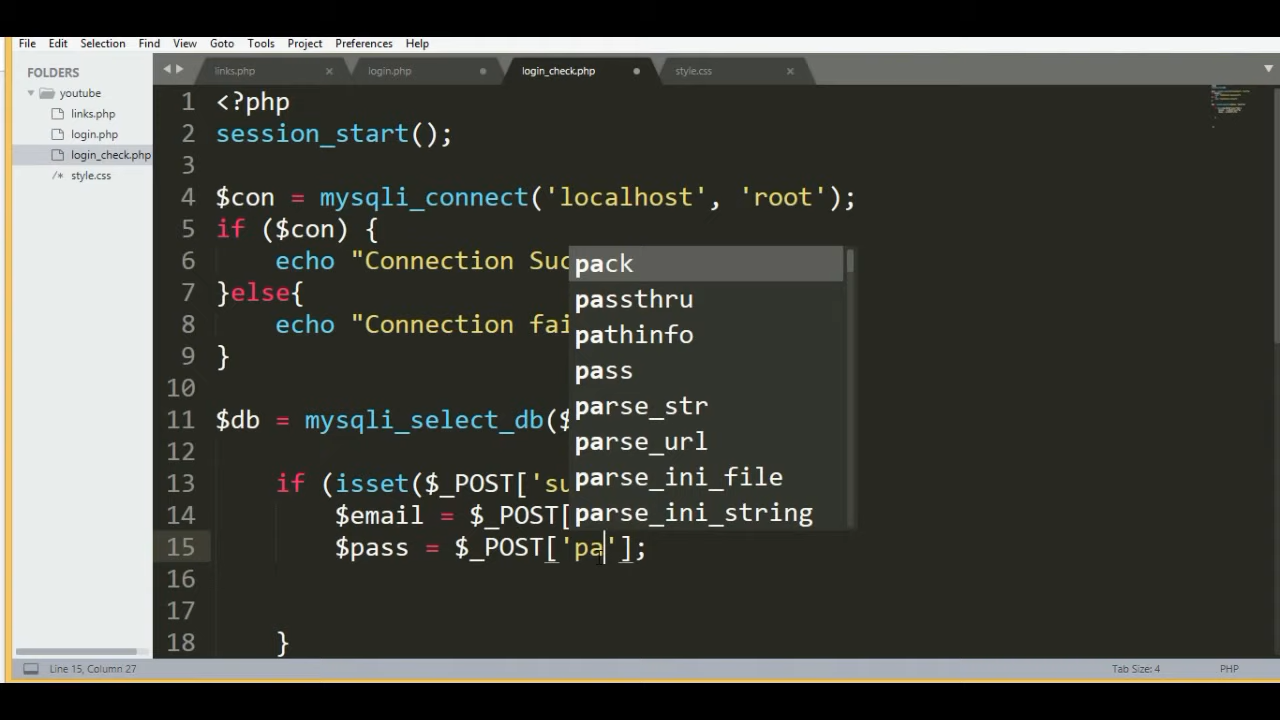 File Edit Selection Find View Goto Tools Project Preferences Help
FOLDERS
youtube
links.php
login.php
login_check.php
/* style.css
links.php × login.php login_check.php style.css ×
1 <?php
2 session_start();
3
4 $con = mysqli_connect('localhost', 'root');
5 if ($con) {
6 echo "Connection Suc
7 }else{
8 echo "Connection fai
9 }
10
11 $db = mysqli_select_db($
12
13 if (isset($_POST['su
14 $email = $_POST[
15 $pass = $_POST['pa'];
16
17
18 }
pack
passthru
pathinfo
pass
parse_str
parse_url
parse_ini_file
parse_ini_string
Line 15, Column 27
Tab Size: 4
PHP